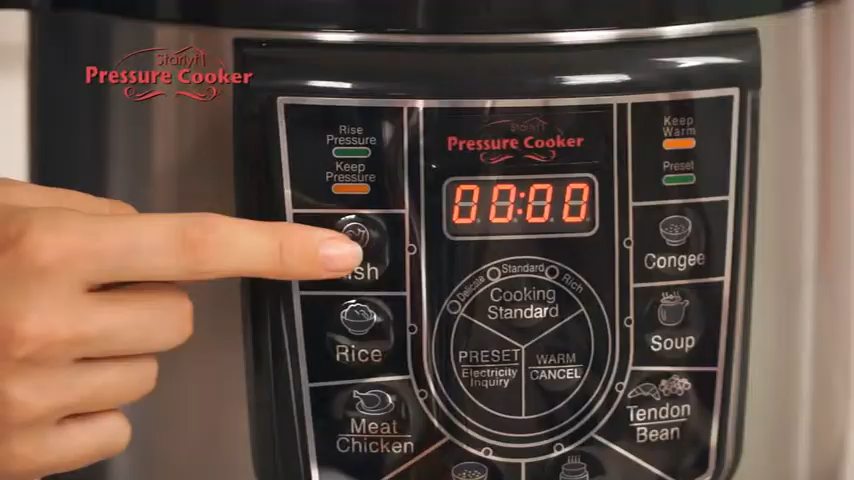 Pressure Cooker
Rise
Pressure
Keep
Pressure
Pressure Cooker
Keep
Warm
Preset
00:00
Rice
Meat
Chicken
Delicate
Standard
Rich
Cooking
Standard
PRESET
Electricity
Inquiry
WARM
CANCEL
Congee
Soup
Tendon
Bean